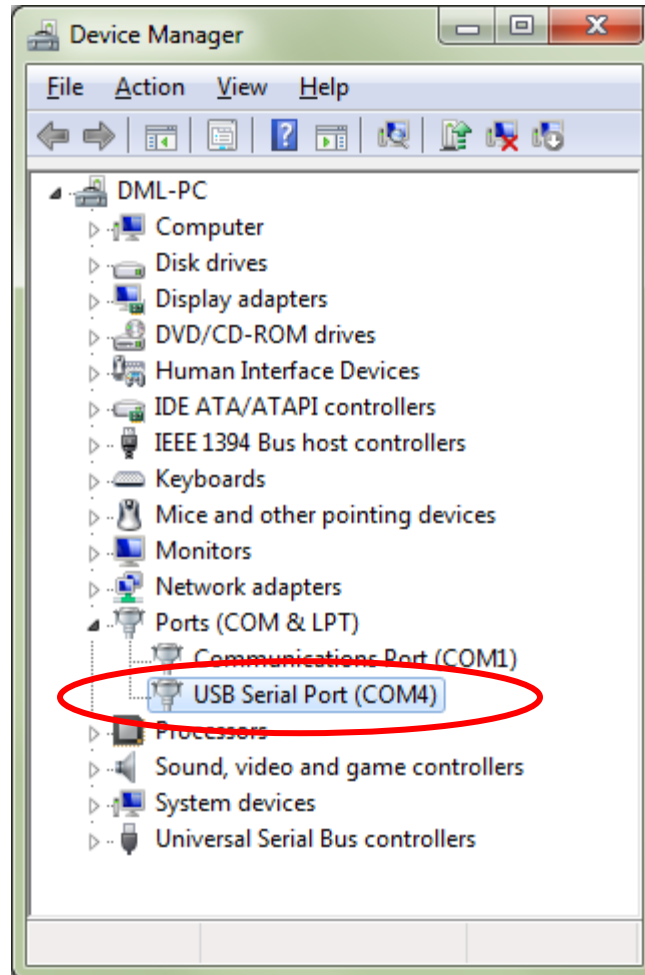 Device Manager
File Action View Help
DML-PC
Computer
Disk drives
Display adapters
DVD/CD-ROM drives
Human Interface Devices
IDE ATA/ATAPI controllers
IEEE 1394 Bus host controllers
Keyboards
Mice and other pointing devices
Monitors
Network adapters
Ports (COM & LPT)
Communications Port (COM1)
USB Serial Port (COM4)
Processors
Sound, video and game controllers
System devices
Universal Serial Bus controllers